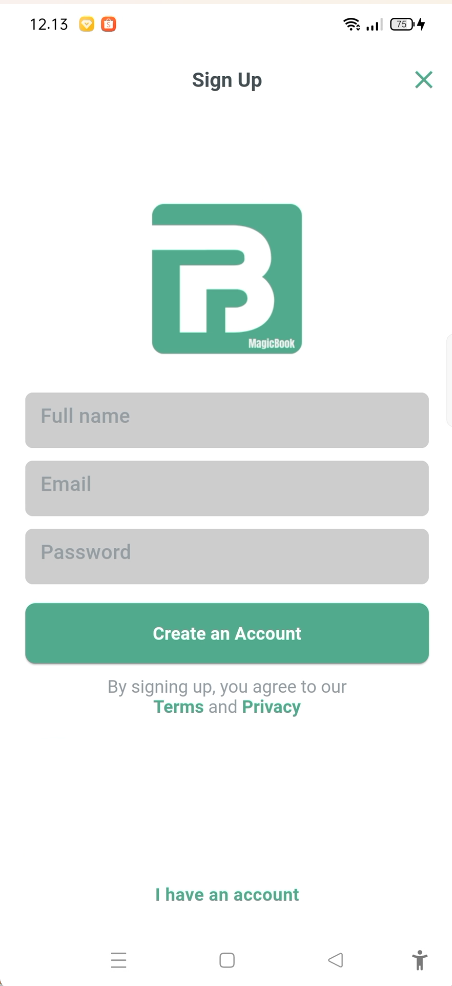 12.13
75
Sign Up
MagicBook
Full name
Email
Password
Create an Account
By signing up, you agree to our
Terms and Privacy
I have an account